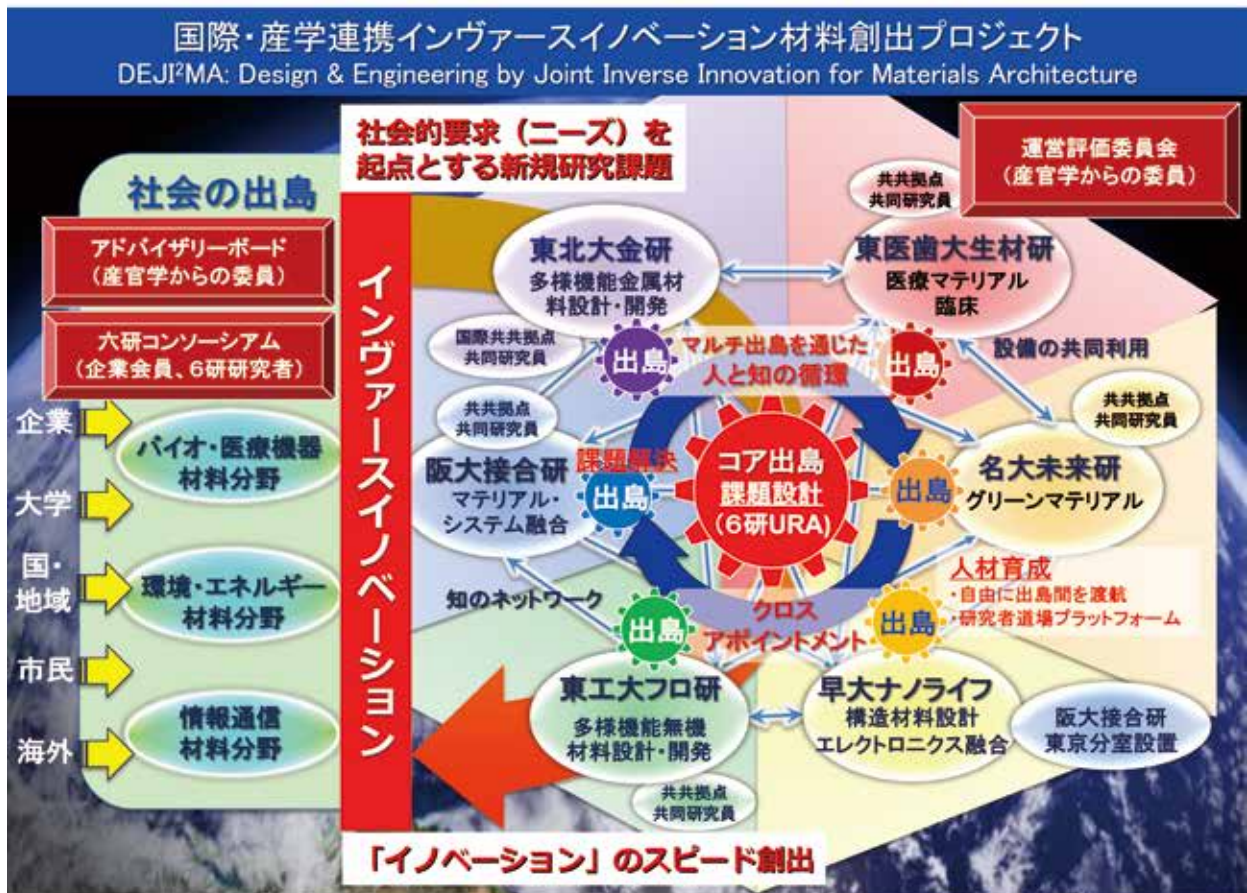 国際・産学連携インヴァースイノベーション材料創出プロジェクト
DEJI²MA: Design & Engineering by Joint Inverse Innovation for Materials Architecture
社会的要求（ニーズ）を
起点とする新規研究課題
運営評価委員会
（産官学からの委員）
社会の出島
アドバイザリーボード
（産官学からの委員）
六研コンソーシアム
（企業会員、6研研究者）
企業
大学
国・
地域
市民
海外
バイオ・医療機器
材料分野
環境・エネルギー
材料分野
情報通信
材料分野
インヴァースイノベーション
東北大金研
多様機能金属材
料設計・開発
国際共共拠点
共同研究員
共共拠点
共同研究員
東医歯大生材研
医療マテリアル
臨床
設備の共同利用
共共拠点
共同研究員
名大未来研
グリーンマテリアル
共共拠点
共同研究員
阪大接合研
マテリアル・
システム融合
課題解決
出島
出島
マルチ出島を通じた
人と知の循環
出島
コア出島
課題設計
（6研URA）
出島
出島
クロス
アポイントメント
出島
知のネットワーク
人材育成
・自由に出島間を渡航
・研究者道場プラットフォーム
東工大フロ研
多様機能無機
材料設計・開発
共共拠点
共同研究員
早大ナノライフ
構造材料設計
エレクトロニクス融合
阪大接合研
東京分室設置
「イノベーション」のスピード創出